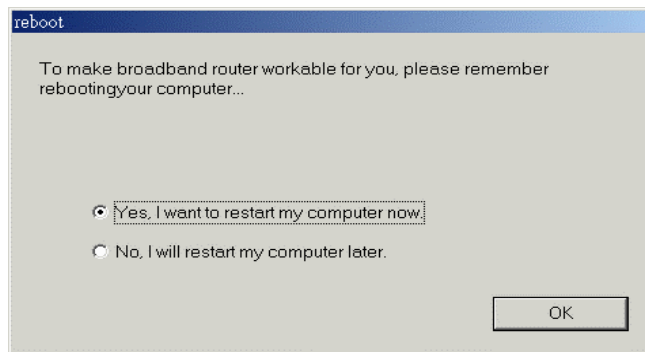 reboot
To make broadband router workable for you, please remember
rebootingyour computer...
Yes, I want to restart my computer now.
No, I will restart my computer later.
OK